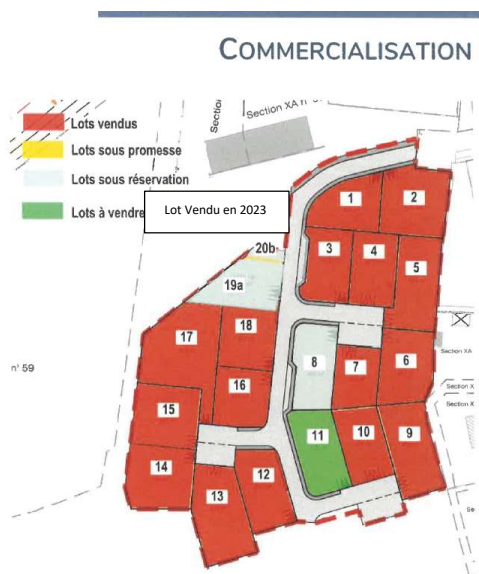 COMMERCIALISATION
Section
Section XA n°
Lots vendus
Lots sous promesse
Lots sous réservation
Lots à vendre
Lot Vendu en 2023
1
2
3
4
5
20b
19a
17
18
8
7
6
Section XA
n° 59
16
15
11
10
9
Section X
Section X
14
13
12
Se